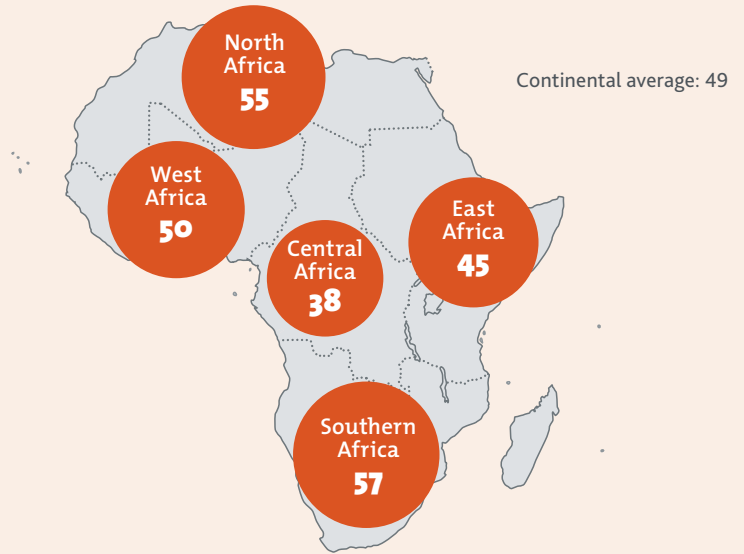 North
Africa
55
Continental average: 49
West
Africa
50
East
Africa
45
Central
Africa
38
Southern
Africa
57